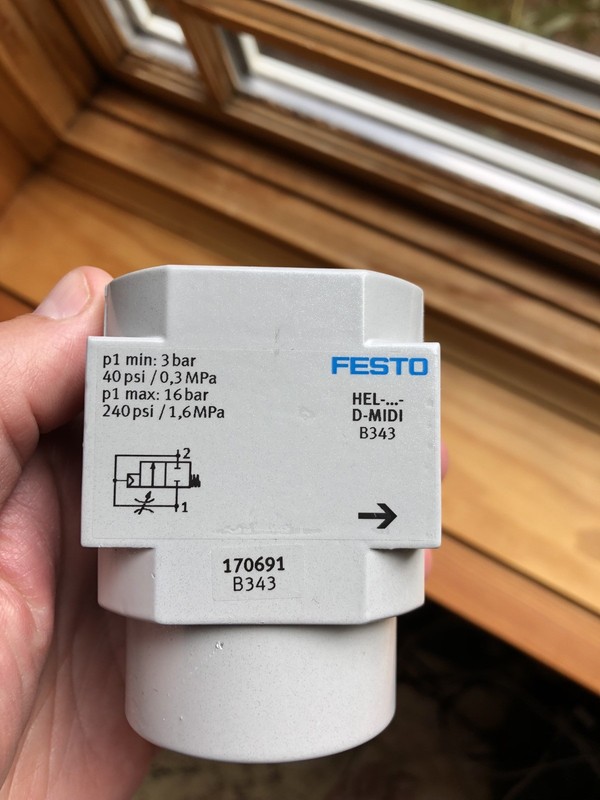 p1 min: 3 bar
40 psi / 0,3 MPa
p1 max: 16 bar
240 psi / 1,6 MPa
FESTO
HEL-...-
D-MIDI
B343
2
1
170691
B343